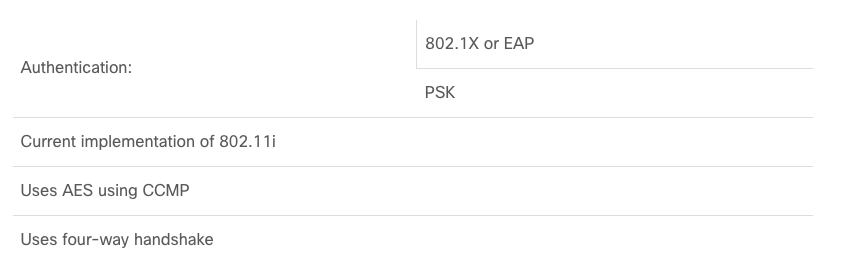 Authentication:
802.1X or EAP
PSK
Current implementation of 802.11i
Uses AES using CCMP
Uses four-way handshake